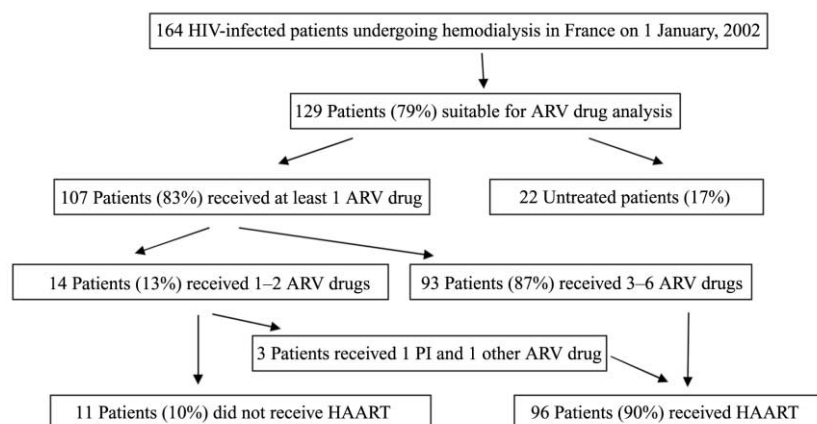 164 HIV-infected patients undergoing hemodialysis in France on 1 January, 2002
129 Patients (79%) suitable for ARV drug analysis
107 Patients (83%) received at least 1 ARV drug
22 Untreated patients (17%)
14 Patients (13%) received 1–2 ARV drugs
93 Patients (87%) received 3–6 ARV drugs
3 Patients received 1 PI and 1 other ARV drug
11 Patients (10%) did not receive HAART
96 Patients (90%) received HAART